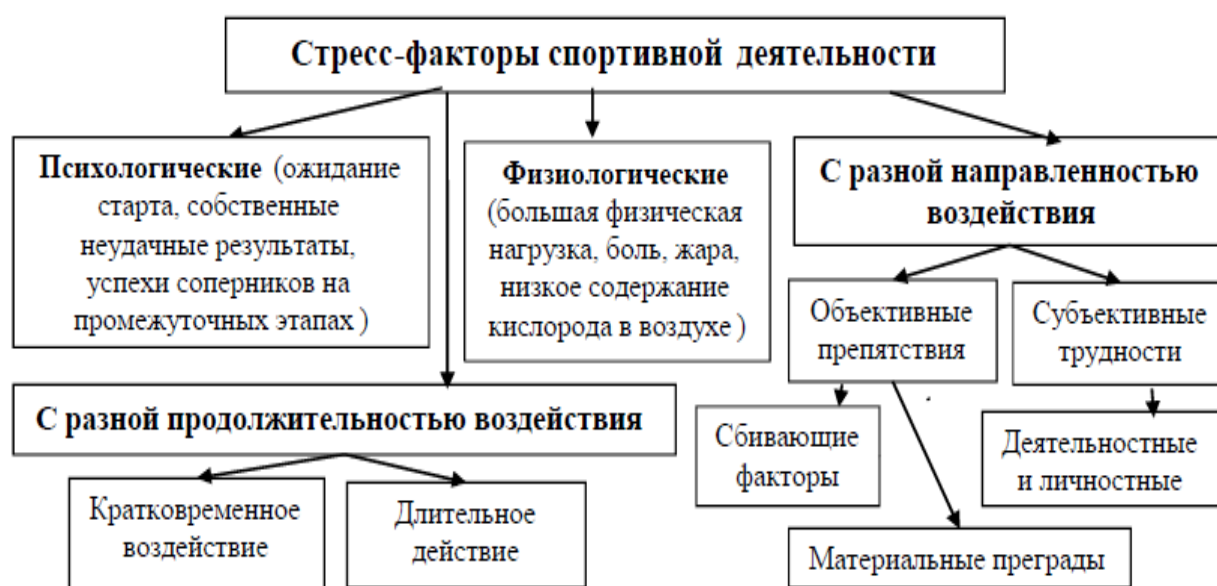 Стресс-факторы спортивной деятельности
Психологические (ожидание
старта, собственные
неудачные результаты,
успехи соперников на
промежуточных этапах )
Физиологические
(большая физическая
нагрузка, боль, жара,
низкое содержание
кислорода в воздухе )
С разной направленностью
воздействия
Объективные
препятствия
Субъективные
трудности
С разной продолжительностью воздействия
Сбивающие
факторы
Деятельностные
и личностные
Кратковременное
воздействие
Длительное
действие
Материальные преграды